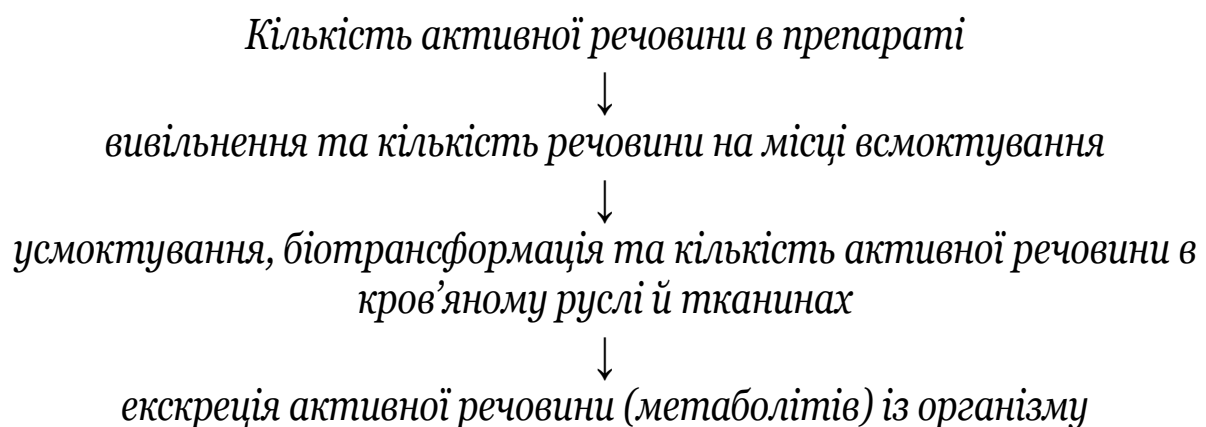 Кількість активної речовини в препараті
↓
вивільнення та кількість речовини на місці всмоктування
↓
усмоктування, біотрансформація та кількість активної речовини в
кров’яному руслі й тканинах
↓
екскреція активної речовини (метаболітів) із організму